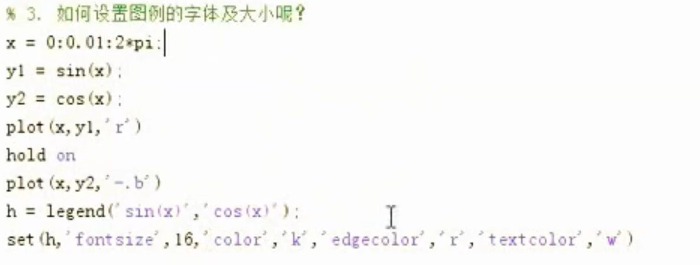 % 3. 如何设置图例的字体及大小呢？
x = 0:0.01:2*pi;
y1 = sin(x);
y2 = cos(x);
plot(x,y1,'r')
hold on
plot(x,y2,'-.b')
h = legend('sin(x)','cos(x)');
set(h,'fontsize',16,'color','k','edgecolor','r','textcolor','w')